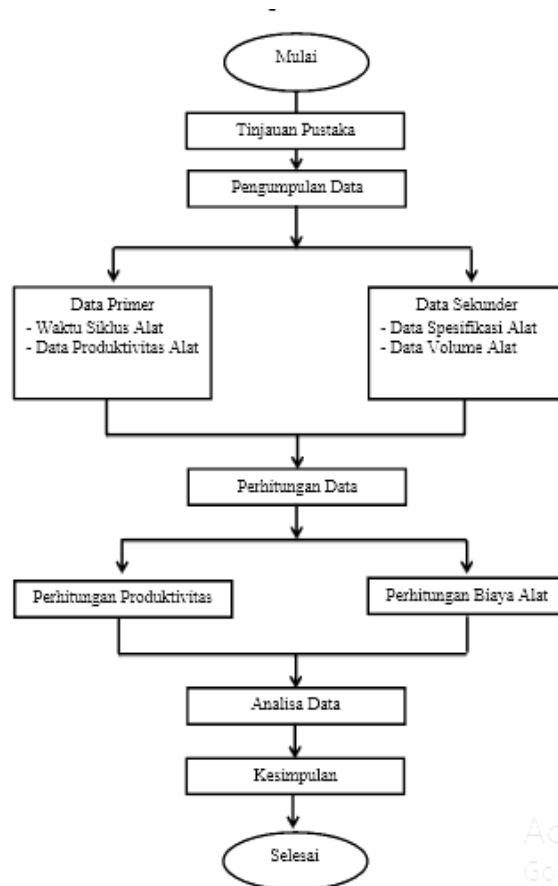 Mulai
Tinjauan Pustaka
Pengumpulan Data
Data Primer
- Waktu Siklus Alat
- Data Produktivitas Alat
Data Sekunder
- Data Spesifikasi Alat
- Data Volume Alat
Perhitungan Data
Perhitungan Produktivitas
Perhitungan Biaya Alat
Analisa Data
Kesimpulan
Selesai